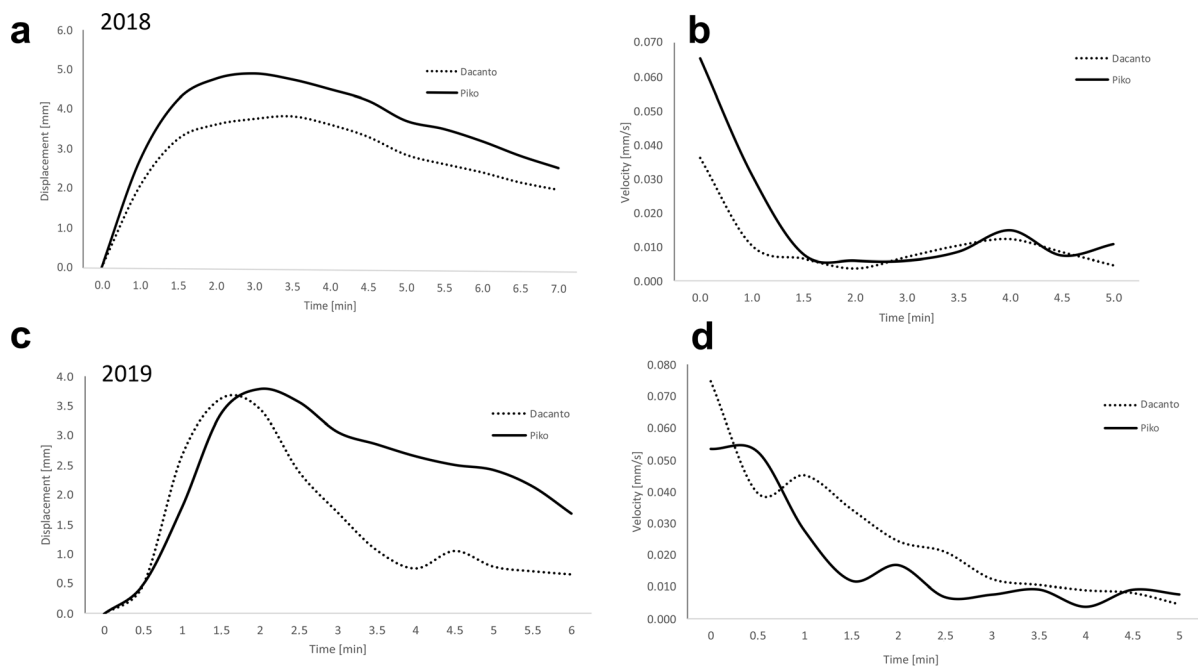 a
2018
6.0
5.0
4.0
3.0
2.0
1.0
0.0
Displacement [mm]
Dacanto
Piko
0.0 1.0 1.5 2.0 3.0 3.5 4.0 4.5 5.0 5.5 6.0 6.5 7.0
Time [min]
b
0.070
0.060
0.050
0.040
0.030
0.020
0.010
0.000
Velocity [mm/s]
Dacanto
Piko
0.0 1.0 1.5 2.0 3.0 3.5 4.0 4.5 5.0
Time [min]
c
2019
4.0
3.5
3.0
2.5
2.0
1.5
1.0
0.5
0.0
Displacement [mm]
Dacanto
Piko
0 0.5 1 1.5 2 2.5 3 3.5 4 4.5 5 5.5 6
Time [min]
d
0.080
0.070
0.060
0.050
0.040
0.030
0.020
0.010
0.000
Velocity [mm/s]
Dacanto
Piko
0 0.5 1 1.5 2 2.5 3 3.5 4 4.5 5
Time [min]